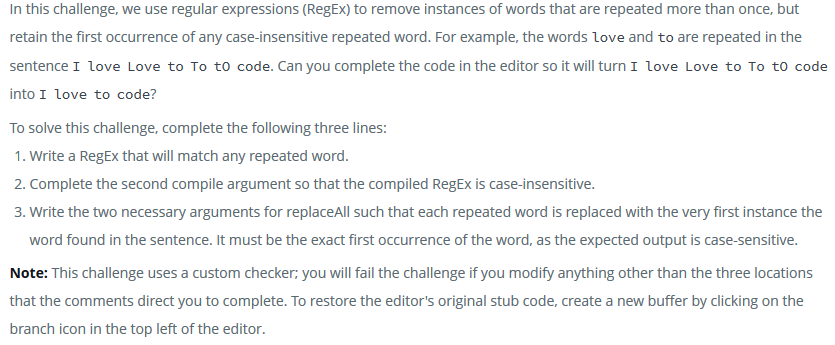 In this challenge, we use regular expressions (RegEx) to remove instances of words that are repeated more than once, but
retain the first occurrence of any case-insensitive repeated word. For example, the words love and to are repeated in the
sentence I love Love to To tO code. Can you complete the code in the editor so it will turn I love Love to To tO code
into I love to code?
To solve this challenge, complete the following three lines:
1. Write a RegEx that will match any repeated word.
2. Complete the second compile argument so that the compiled RegEx is case-insensitive.
3. Write the two necessary arguments for replaceAll such that each repeated word is replaced with the very first instance the
word found in the sentence. It must be the exact first occurrence of the word, as the expected output is case-sensitive.
Note: This challenge uses a custom checker; you will fail the challenge if you modify anything other than the three locations
that the comments direct you to complete. To restore the editor's original stub code, create a new buffer by clicking on the
branch icon in the top left of the editor.